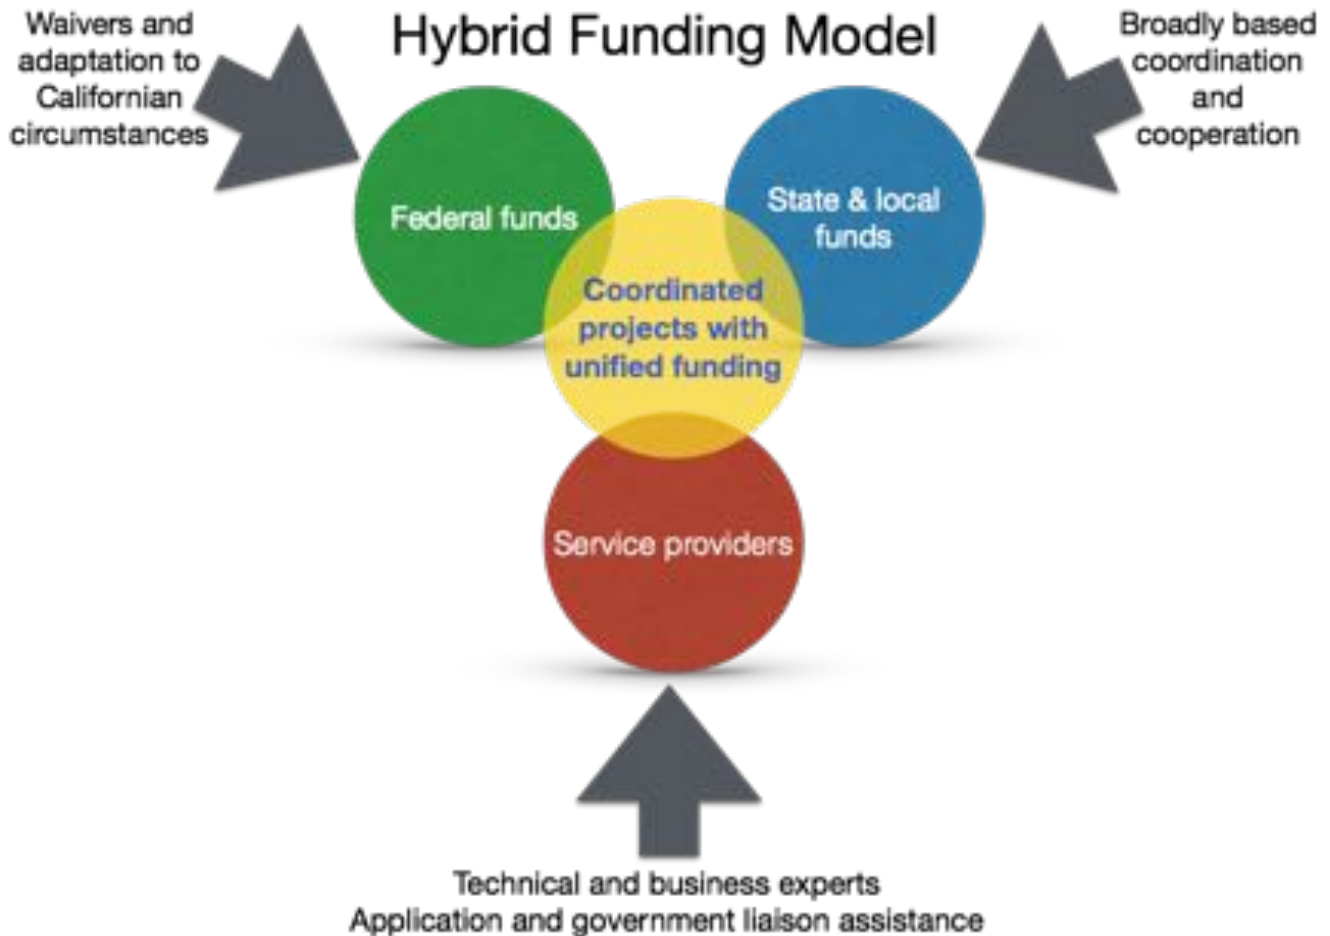 Hybrid Funding Model
Waivers and
adaptation to
Californian
circumstances
Broadly based
coordination
and
cooperation
Federal funds
State & local
funds
Coordinated
projects with
unified funding
Service providers
Technical and business experts
Application and government liaison assistance